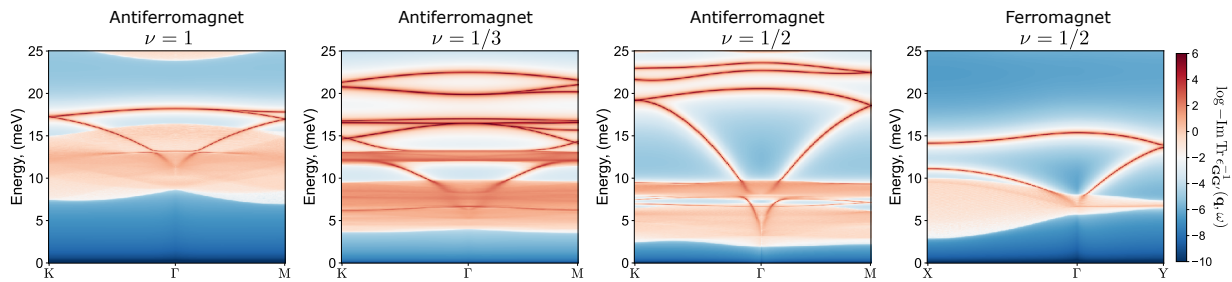 Antiferromagnet
ν = 1
Antiferromagnet
ν = 1/3
Antiferromagnet
ν = 1/2
Ferromagnet
ν = 1/2
Energy, (meV)
25
20
15
10
5
0
K
Γ
M
Energy, (meV)
25
20
15
10
5
0
K
Γ
M
Energy, (meV)
25
20
15
10
5
0
K
Γ
M
Energy, (meV)
25
20
15
10
5
0
X
Γ
Y
6
4
2
0
−2
−4
−6
−8
−10
log −Im Tr ϵ⁻¹_GG′(q, ω)